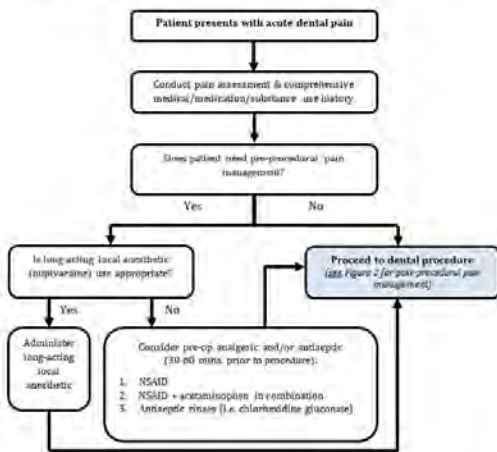 Patient presents with acute dental pain
Conduct pain assessment & comprehensive
medical/medication/substance use history
Does patient need pre-procedural pain
management?
Yes
No
Is long-acting local anesthetic
(bupivacaine) use appropriate?
Proceed to dental procedure
(see Figure 2 for post-procedural pain
management)
Yes
No
Administer
long-acting
local
anesthetic
Consider pre-op analgesic and/or antiseptic
(30-60 mins. prior to procedure):
1. NSAID
2. NSAID + acetaminophen in combination
3. Antiseptic rinses (i.e. chlorhexidine gluconate)